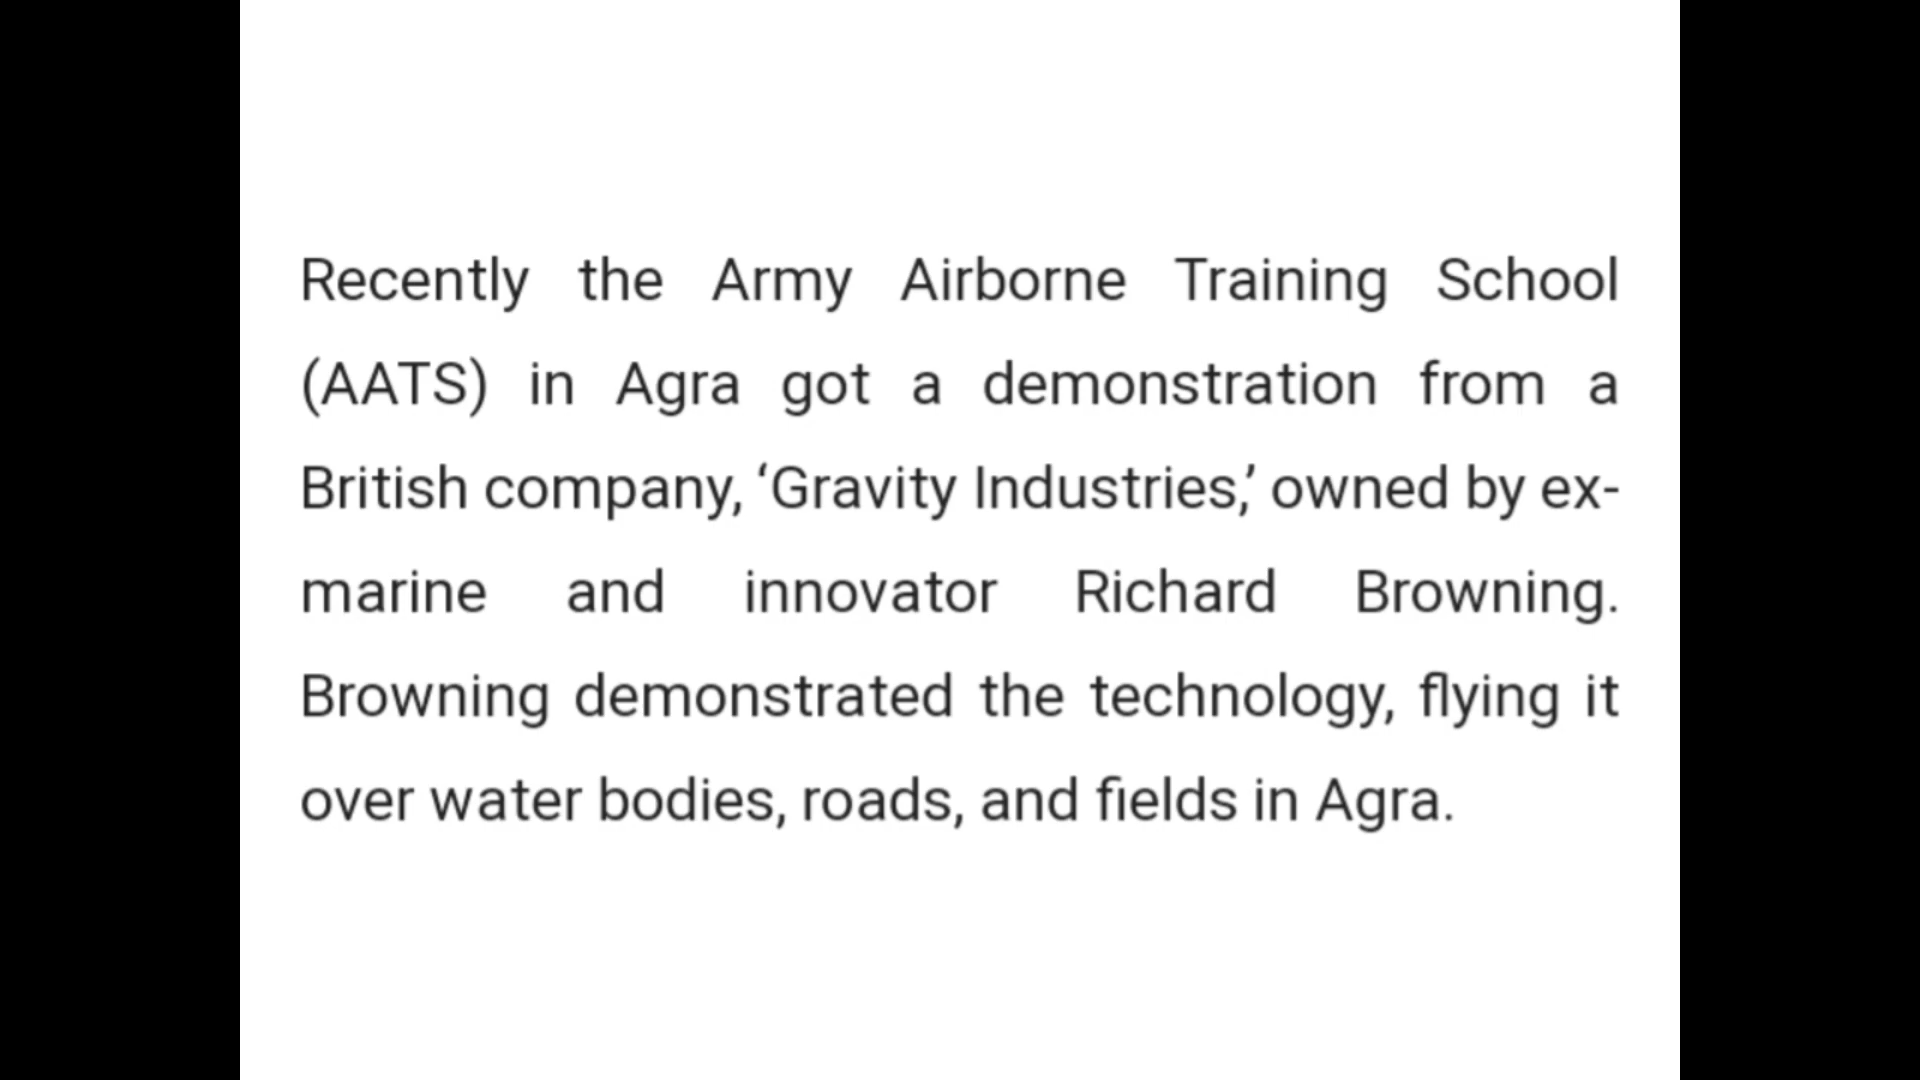 Recently the Army Airborne Training School
(AATS) in Agra got a demonstration from a
British company, ‘Gravity Industries,’ owned by ex-
marine and innovator Richard Browning.
Browning demonstrated the technology, flying it
over water bodies, roads, and fields in Agra.